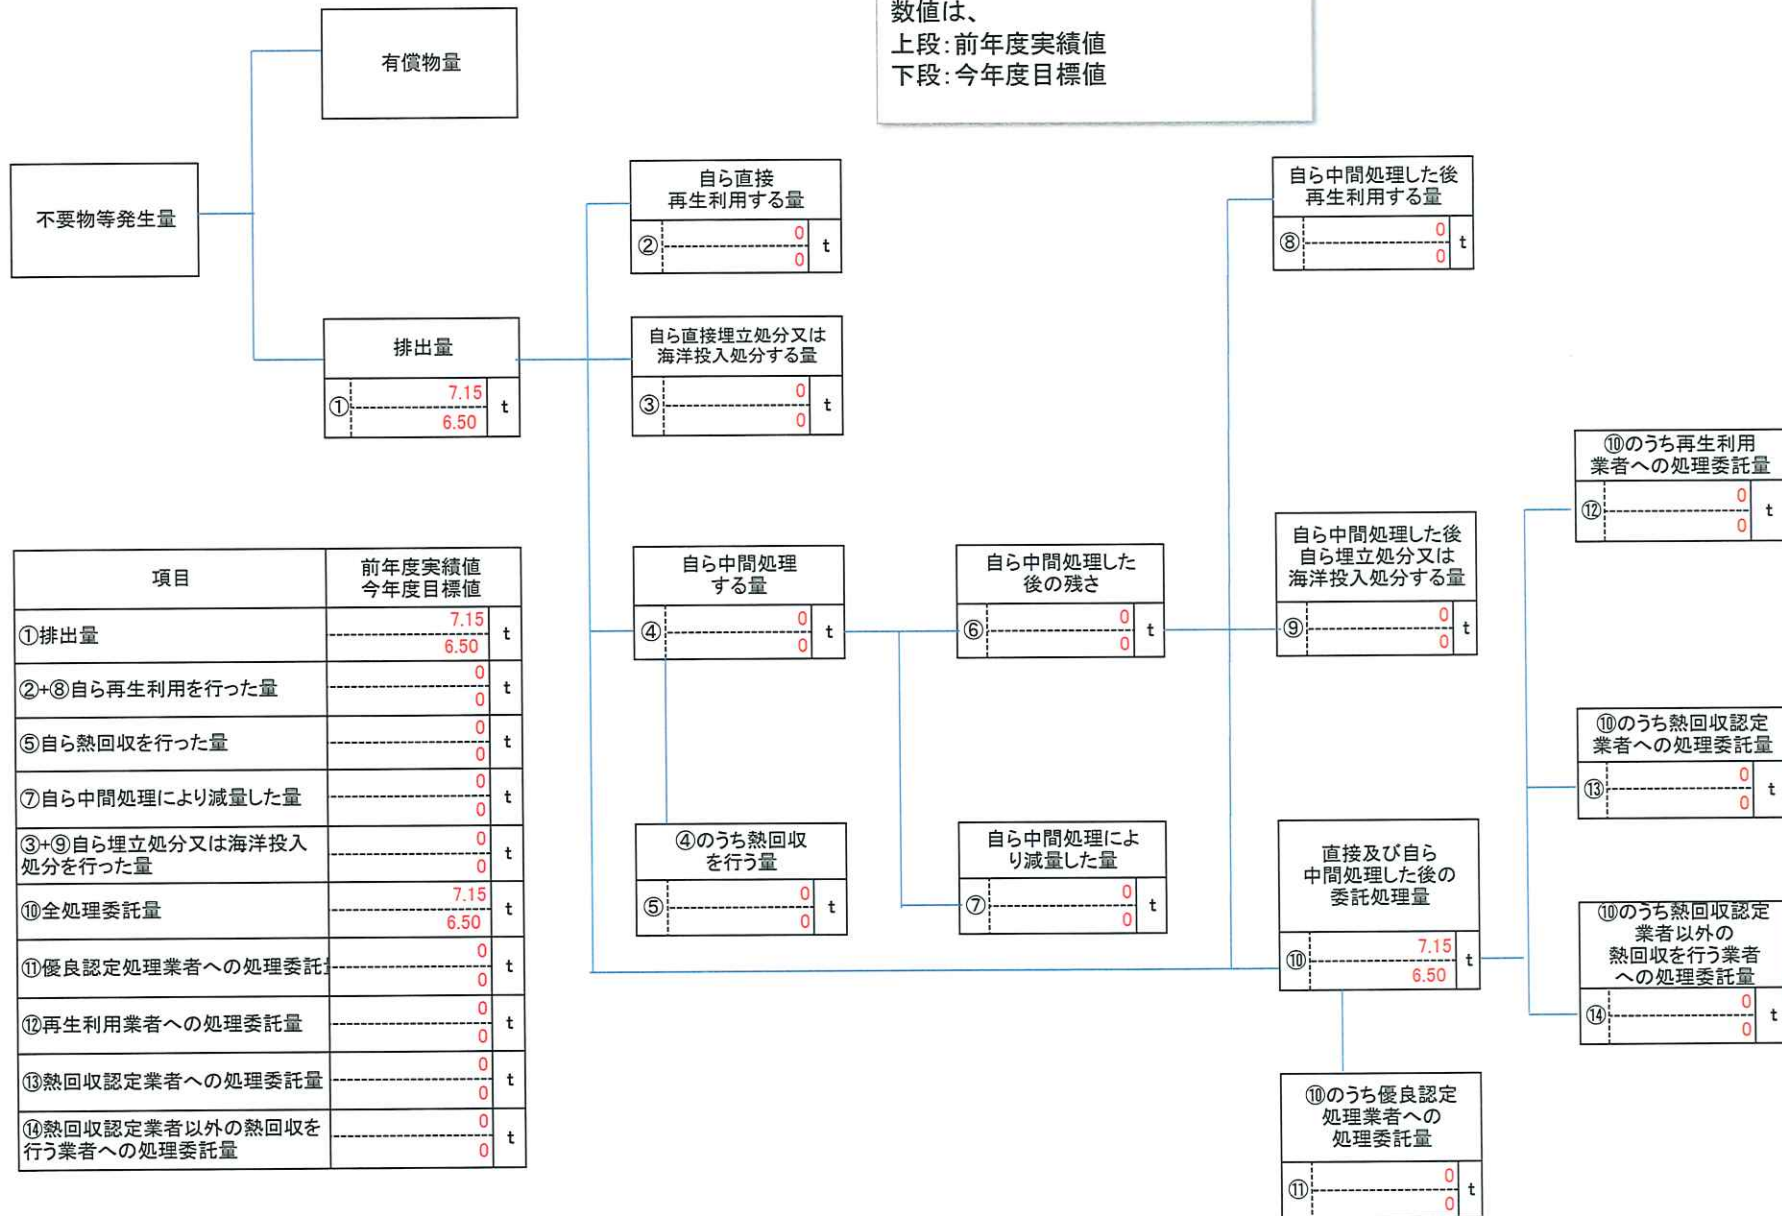 数値は、
上段：前年度実績値
下段：今年度目標値
有償物量
不要物等発生量
排出量
① 7.15 t
6.50
自ら直接
再生利用する量
② 0 t
0
自ら直接埋立処分又は
海洋投入処分する量
③ 0 t
0
自ら中間処理した後
再生利用する量
⑧ 0 t
0
自ら中間処理
する量
④ 0 t
0
自ら中間処理した
後の残さ
⑥ 0 t
0
自ら中間処理した後
自ら埋立処分又は
海洋投入処分する量
⑨ 0 t
0
⑩のうち再生利用
業者への処理委託量
⑫ 0 t
0
⑩のうち熱回収認定
業者への処理委託量
⑬ 0 t
0
④のうち熱回収
を行う量
⑤ 0 t
0
自ら中間処理によ
り減量した量
⑦ 0 t
0
直接及び自ら
中間処理した後の
委託処理量
⑩ 7.15 t
6.50
⑩のうち熱回収認定
業者以外の
熱回収を行う業者
への処理委託量
⑭ 0 t
0
⑩のうち優良認定
処理業者への
処理委託量
⑪ 0 t
0
項目 前年度実績値
今年度目標値
①排出量 7.15 t
6.50
②+⑧自ら再生利用を行った量 0 t
0
⑤自ら熱回収を行った量 0 t
0
⑦自ら中間処理により減量した量 0 t
0
③+⑨自ら埋立処分又は海洋投入
処分を行った量 0 t
0
⑩全処理委託量 7.15 t
6.50
⑪優良認定処理業者への処理委託 0 t
0
⑫再生利用業者への処理委託量 0 t
0
⑬熱回収認定業者への処理委託量 0 t
0
⑭熱回収認定業者以外の熱回収を
行う業者への処理委託量 0 t
0